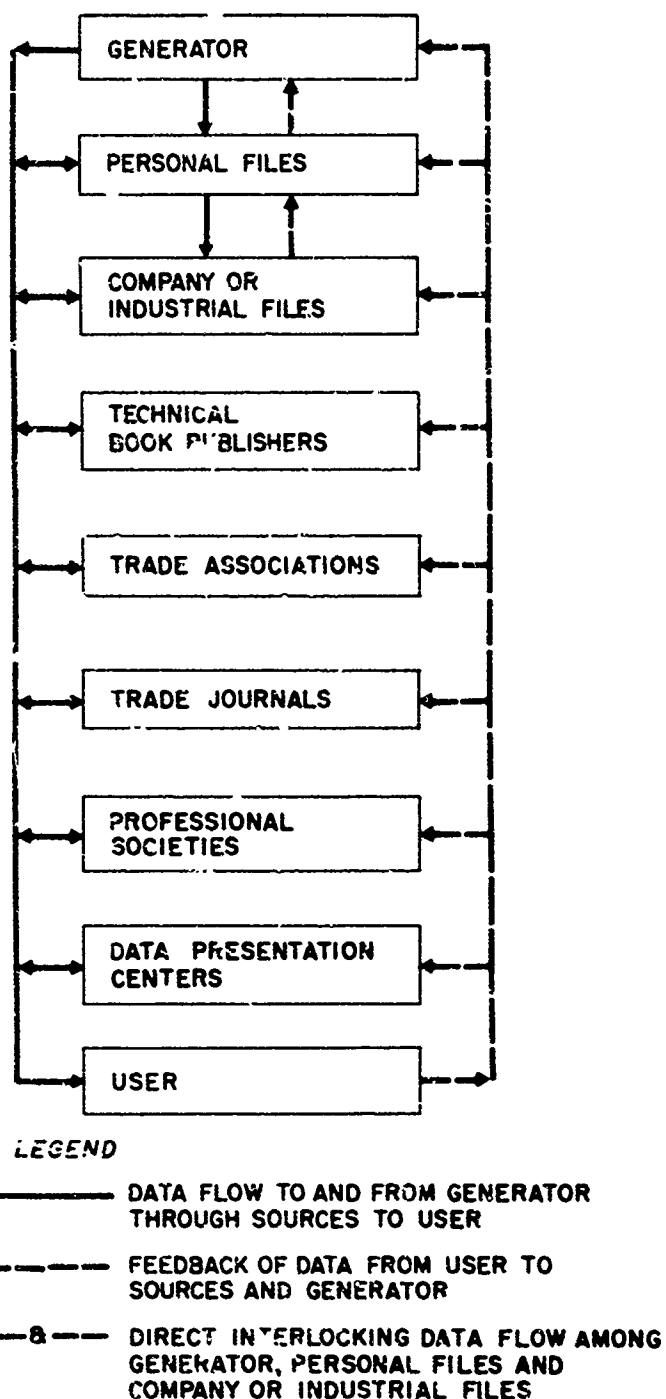 GENERATOR
PERSONAL FILES
COMPANY OR
INDUSTRIAL FILES
TECHNICAL
BOOK PUBLISHERS
TRADE ASSOCIATIONS
TRADE JOURNALS
PROFESSIONAL
SOCIETIES
DATA PRESENTATION
CENTERS
USER
LEGEND
DATA FLOW TO AND FROM GENERATOR
THROUGH SOURCES TO USER
FEEDBACK OF DATA FROM USER TO
SOURCES AND GENERATOR
& DIRECT INTERLOCKING DATA FLOW AMONG
GENERATOR, PERSONAL FILES AND
COMPANY OR INDUSTRIAL FILES